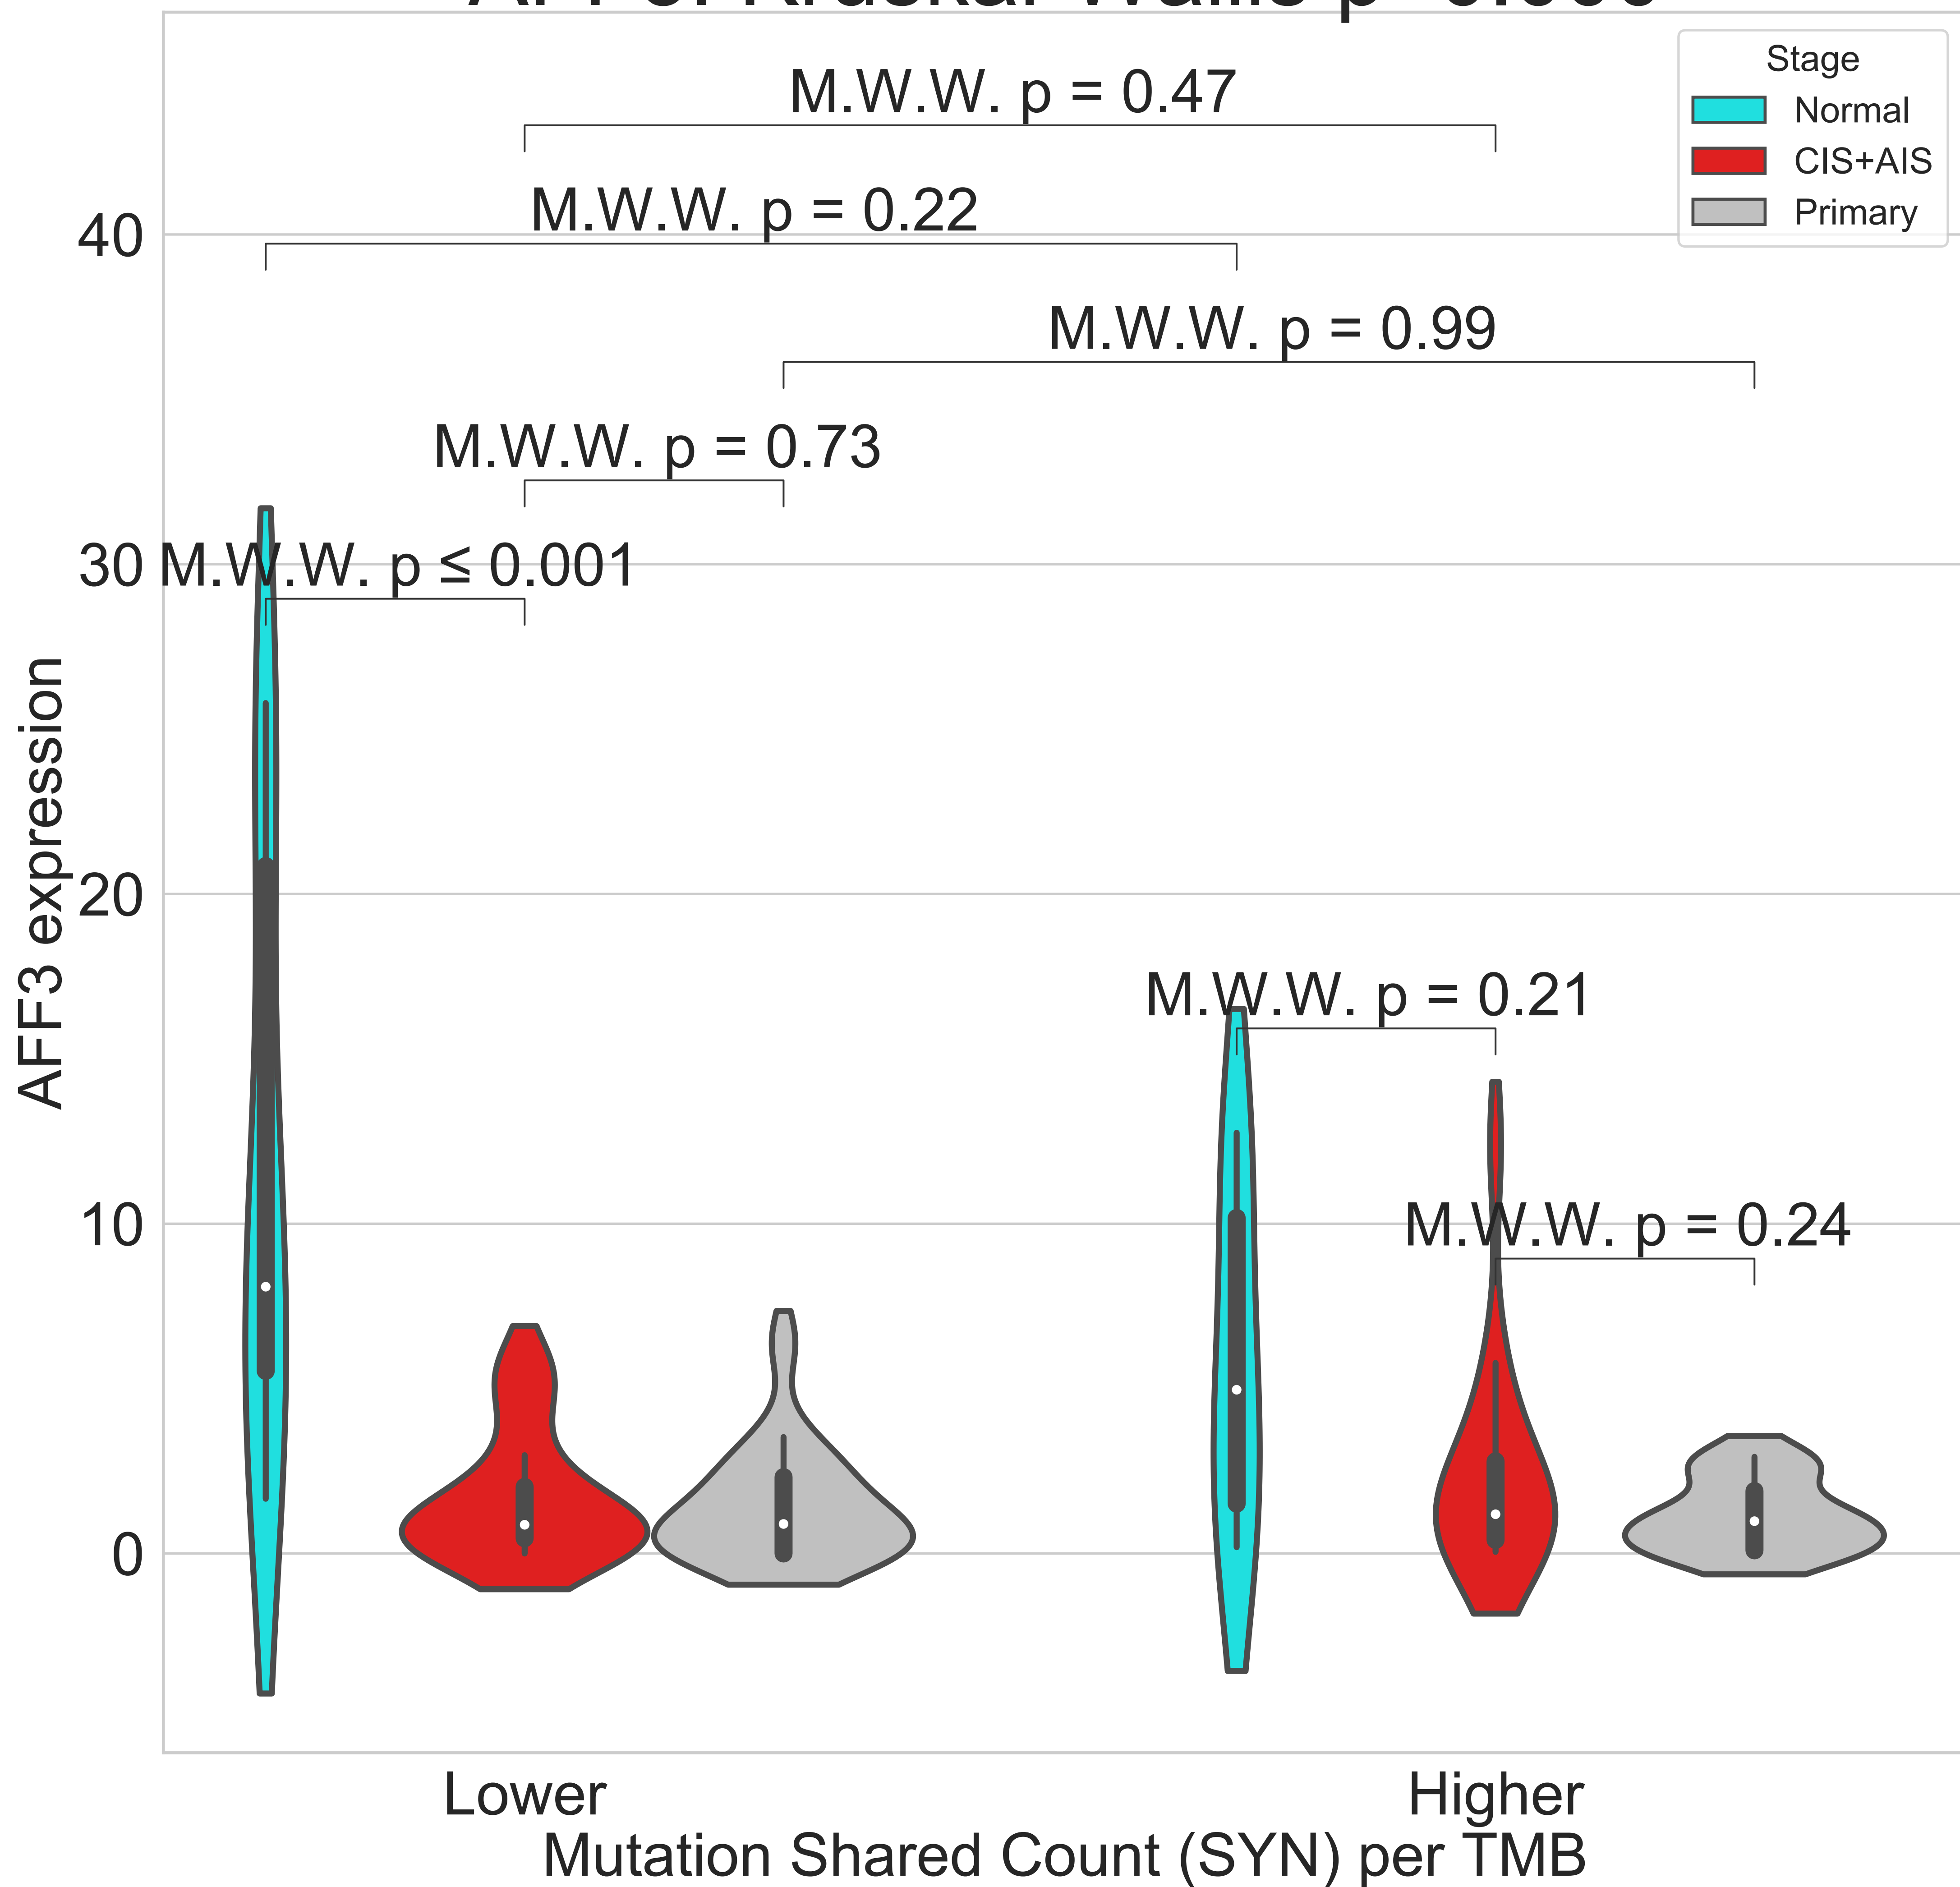 Stage
Normal
CIS+AIS
Primary
M.W.W. p = 0.47
M.W.W. p = 0.22
M.W.W. p = 0.99
M.W.W. p = 0.73
M.W.W. p ≤ 0.001
M.W.W. p = 0.21
M.W.W. p = 0.24
40
30
20
10
0
AFF3 expression
Lower
Higher
Mutation Shared Count (SYN) per TMB